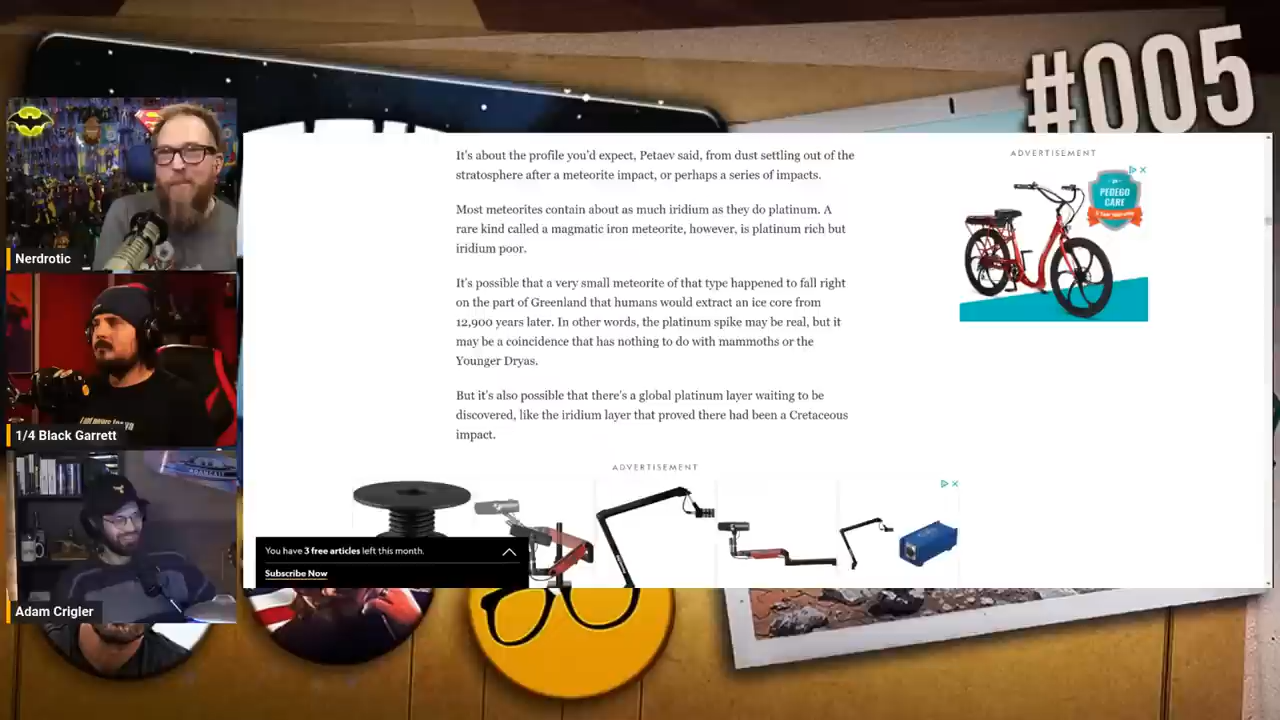 #005
Nerdrotic
1/4 Black Garrett
Adam Crigler
It's about the profile you'd expect, Petaev said, from dust settling out of the
stratosphere after a meteorite impact, or perhaps a series of impacts.
Most meteorites contain about as much iridium as they do platinum. A
rare kind called a magmatic iron meteorite, however, is platinum rich but
iridium poor.
It's possible that a very small meteorite of that type happened to fall right
on the part of Greenland that humans would extract an ice core from
12,900 years later. In other words, the platinum spike may be real, but it
may be a coincidence that has nothing to do with mammoths or the
Younger Dryas.
But it's also possible that there's a global platinum layer waiting to be
discovered, like the iridium layer that proved there had been a Cretaceous
impact.
ADVERTISEMENT
You have 3 free articles left this month.
Subscribe Now
ADVERTISEMENT
PEDEGO
CARE